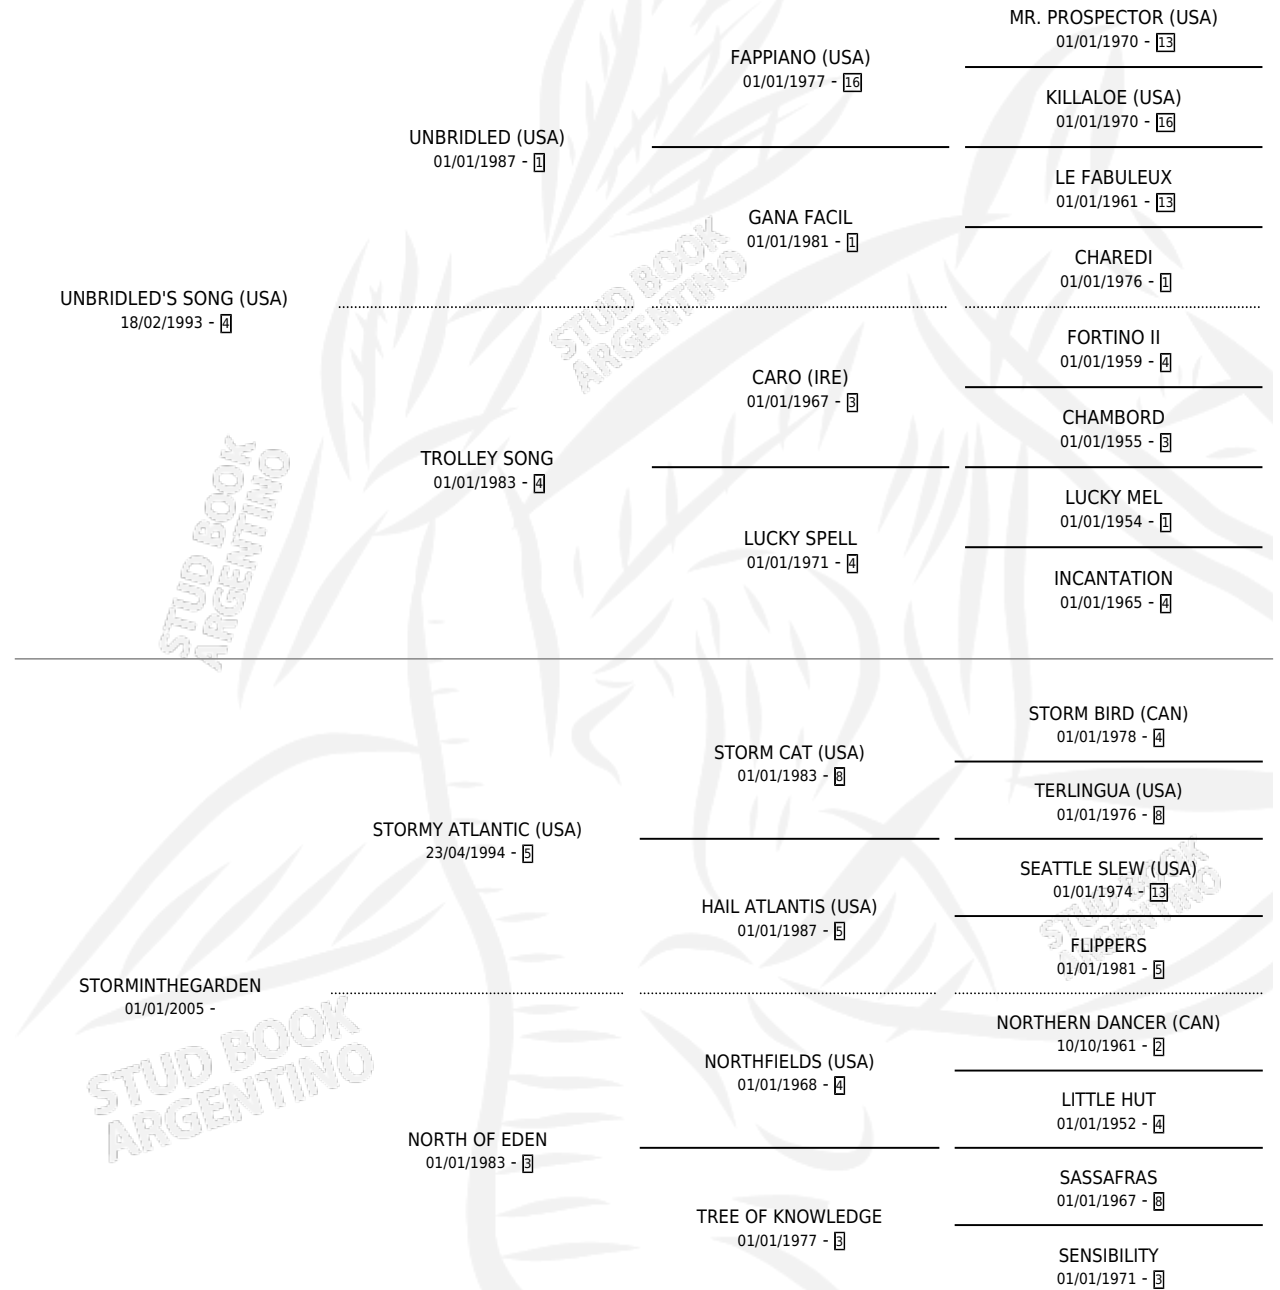 MR. PROSPECTOR (USA)
01/01/1970 - 13
FAPPIANO (USA)
01/01/1977 - 16
KILLALOE (USA)
01/01/1970 - 16
UNBRIDLED (USA)
01/01/1987 - 1
LE FABULEUX
01/01/1961 - 13
GANA FACIL
01/01/1981 - 1
CHAREDI
01/01/1976 - 1
UNBRIDLED'S SONG (USA)
18/02/1993 - 4
STUD BOOK
ARGENTINO
FORTINO II
01/01/1959 - 4
CARO (IRE)
01/01/1967 - 3
CHAMBORD
01/01/1955 - 3
TROLLEY SONG
01/01/1983 - 4
LUCKY MEL
01/01/1954 - 1
LUCKY SPELL
01/01/1971 - 4
INCANTATION
01/01/1965 - 4
STUD BOOK
ARGENTINO
STORM BIRD (CAN)
01/01/1978 - 4
STORM CAT (USA)
01/01/1983 - 8
TERLINGUA (USA)
01/01/1976 - 8
STORMY ATLANTIC (USA)
23/04/1994 - 5
SEATTLE SLEW (USA)
01/01/1974 - 13
HAIL ATLANTIS (USA)
01/01/1987 - 5
STUD BOOK
ARGENTINO
FLIPPERS
01/01/1981 - 5
STORMINTHEGARDEN
01/01/2005 -
NORTHERN DANCER (CAN)
10/10/1961 - 2
STUD BOOK
ARGENTINO
NORTHFIELDS (USA)
01/01/1968 - 4
LITTLE HUT
01/01/1952 - 4
NORTH OF EDEN
01/01/1983 - 3
SASSAFRAS
01/01/1967 - 8
TREE OF KNOWLEDGE
01/01/1977 - 3
SENSIBILITY
01/01/1971 - 3